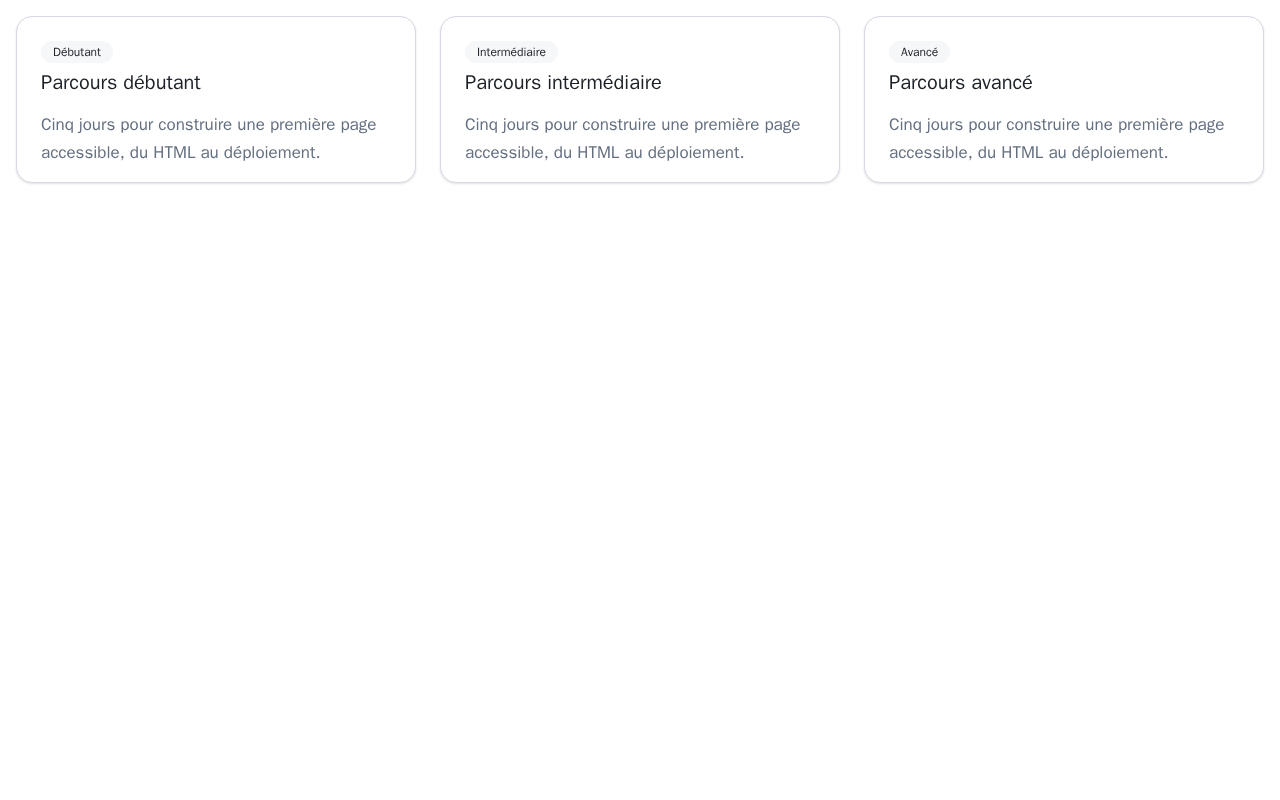 Débutant
Parcours débutant
Cinq jours pour construire une première page
accessible, du HTML au déploiement.
Intermédiaire
Parcours intermédiaire
Cinq jours pour construire une première page
accessible, du HTML au déploiement.
Avancé
Parcours avancé
Cinq jours pour construire une première page
accessible, du HTML au déploiement.